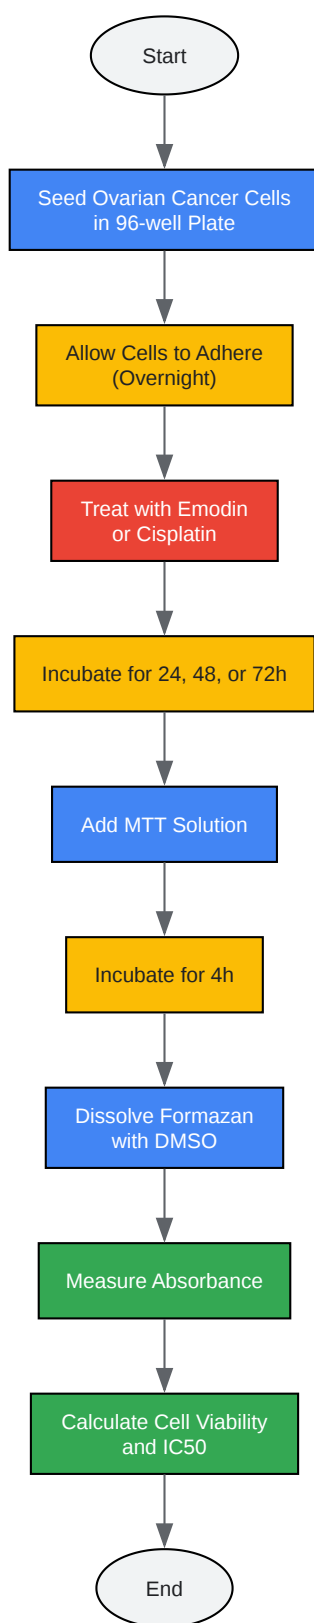 Start
Seed Ovarian Cancer Cells
in 96-well Plate
Allow Cells to Adhere
(Overnight)
Treat with Emodin
or Cisplatin
Incubate for 24, 48, or 72h
Add MTT Solution
Incubate for 4h
Dissolve Formazan
with DMSO
Measure Absorbance
Calculate Cell Viability
and IC50
End